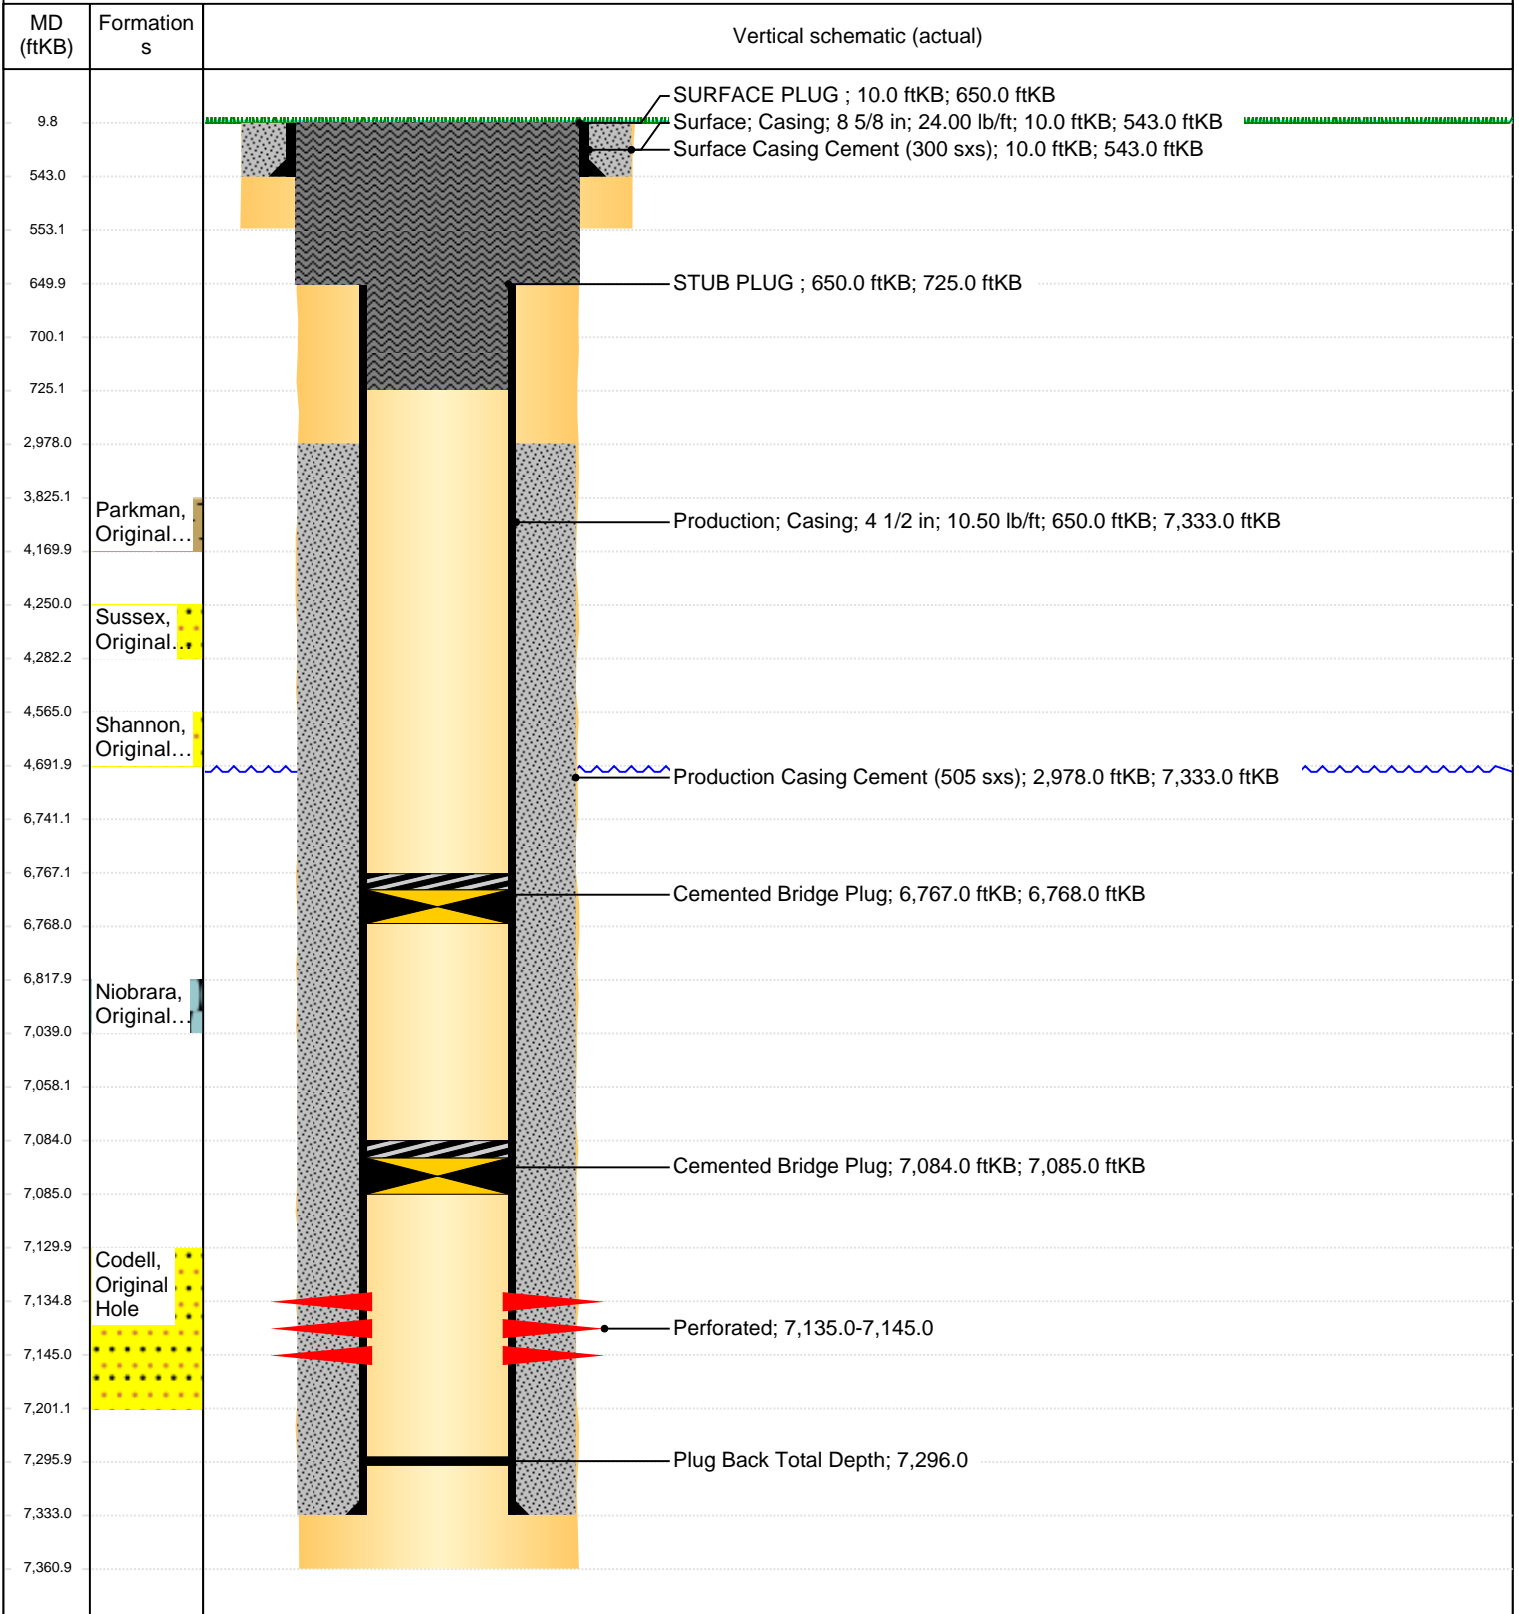 MD
(ftKB)
Formation
s
Vertical schematic (actual)
9.8
543.0
553.1
649.9
700.1
725.1
2,978.0
3,825.1
4,169.9
4,250.0
4,282.2
4,565.0
4,691.9
6,741.1
6,767.1
6,768.0
6,817.9
7,039.0
7,058.1
7,084.0
7,085.0
7,129.9
7,134.8
7,145.0
7,201.1
7,295.9
7,333.0
7,360.9
Parkman,
Original...
Sussex,
Original...
Shannon,
Original...
Niobrara,
Original...
Codell,
Original
Hole
SURFACE PLUG ; 10.0 ftKB; 650.0 ftKB
Surface; Casing; 8 5/8 in; 24.00 lb/ft; 10.0 ftKB; 543.0 ftKB
Surface Casing Cement (300 sxs); 10.0 ftKB; 543.0 ftKB
STUB PLUG ; 650.0 ftKB; 725.0 ftKB
Production; Casing; 4 1/2 in; 10.50 lb/ft; 650.0 ftKB; 7,333.0 ftKB
Production Casing Cement (505 sxs); 2,978.0 ftKB; 7,333.0 ftKB
Cemented Bridge Plug; 6,767.0 ftKB; 6,768.0 ftKB
Cemented Bridge Plug; 7,084.0 ftKB; 7,085.0 ftKB
Perforated; 7,135.0-7,145.0
Plug Back Total Depth; 7,296.0